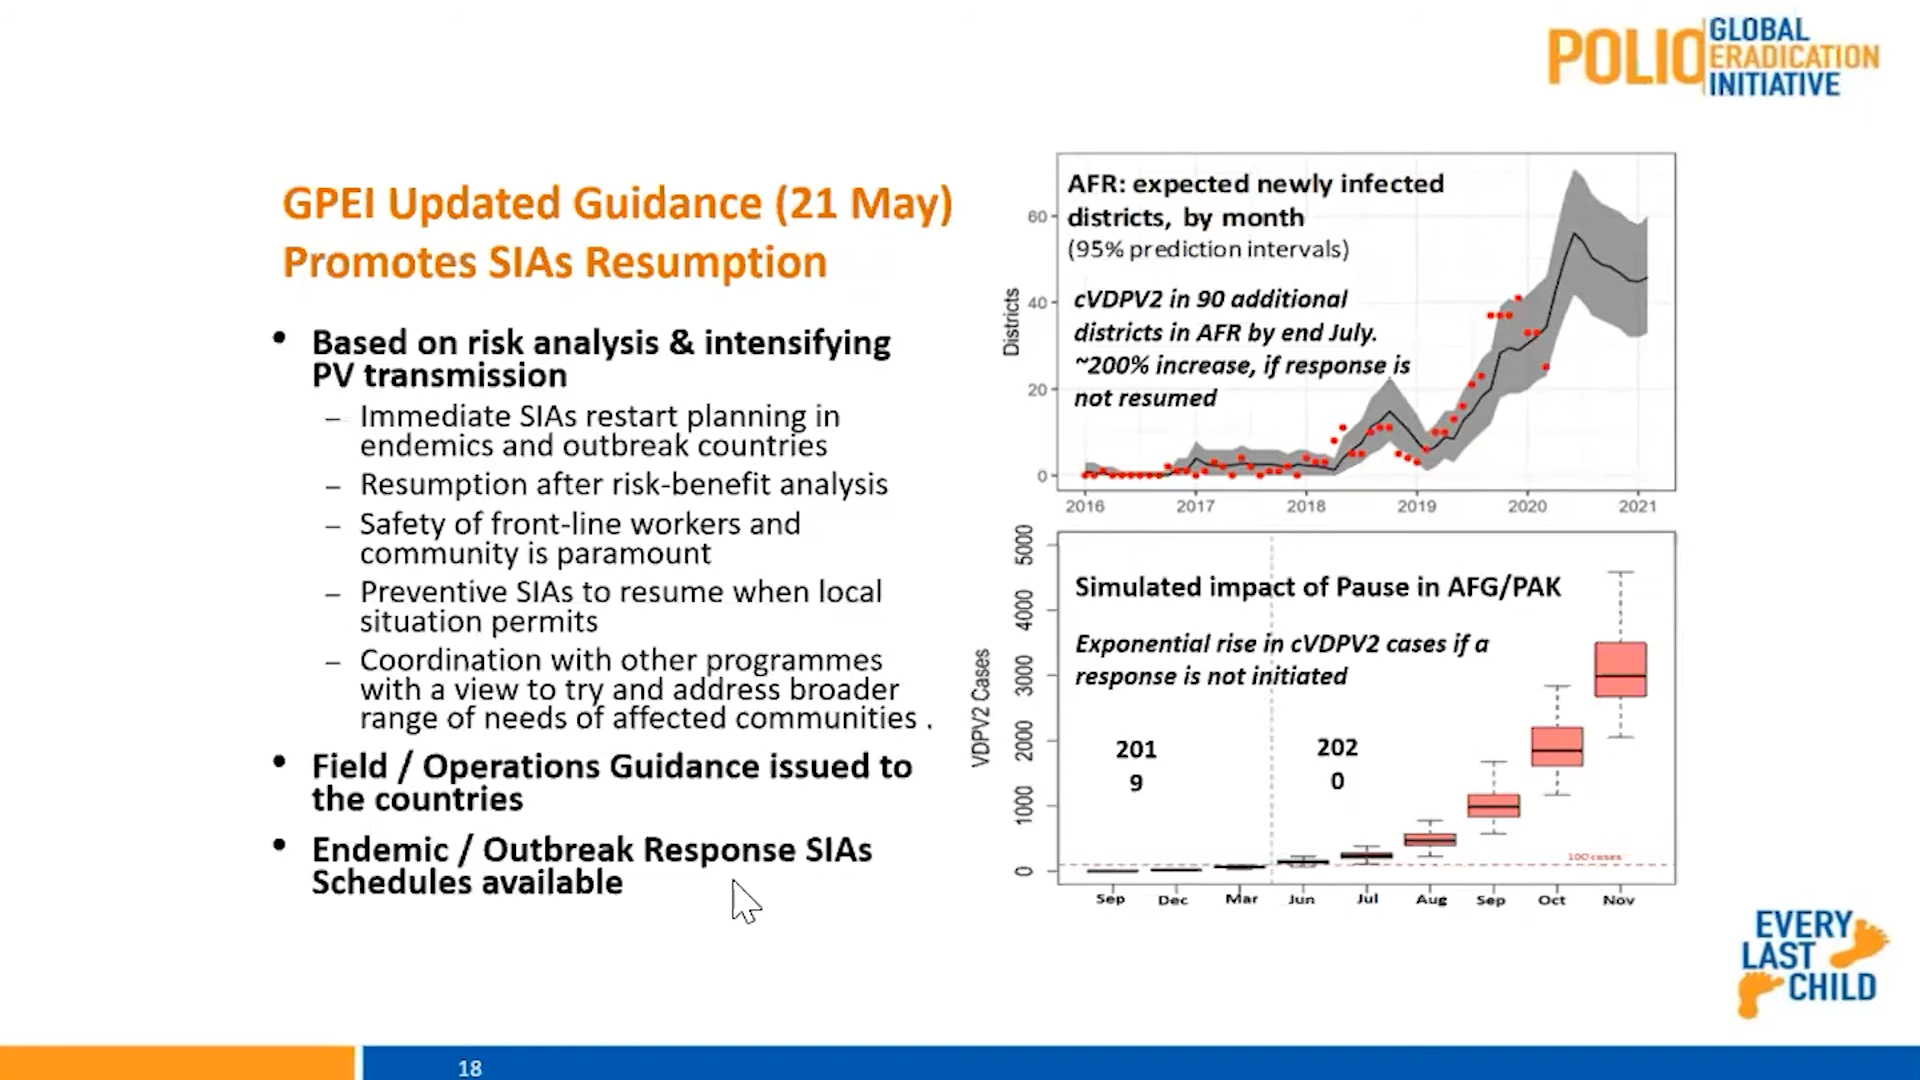 POLIO GLOBAL
ERADICATION
INITIATIVE
GPEI Updated Guidance (21 May)
Promotes SIAs Resumption
• Based on risk analysis & intensifying
PV transmission
– Immediate SIAs restart planning in
endemics and outbreak countries
– Resumption after risk-benefit analysis
– Safety of front-line workers and
community is paramount
– Preventive SIAs to resume when local
situation permits
– Coordination with other programmes
with a view to try and address broader
range of needs of affected communities .
• Field / Operations Guidance issued to
the countries
• Endemic / Outbreak Response SIAs
Schedules available
AFR: expected newly infected
districts, by month
(95% prediction intervals)
cVDPV2 in 90 additional
districts in AFR by end July.
~200% increase, if response is
not resumed
Districts
60
40
20
0
2016 2017 2018 2019 2020 2021
Simulated impact of Pause in AFG/PAK
Exponential rise in cVDPV2 cases if a
response is not initiated
201
9
202
0
VDPV2 Cases
5000
4000
3000
2000
1000
0
100 cases
Sep Dec Mar Jun Jul Aug Sep Oct Nov
EVERY
LAST
CHILD
18